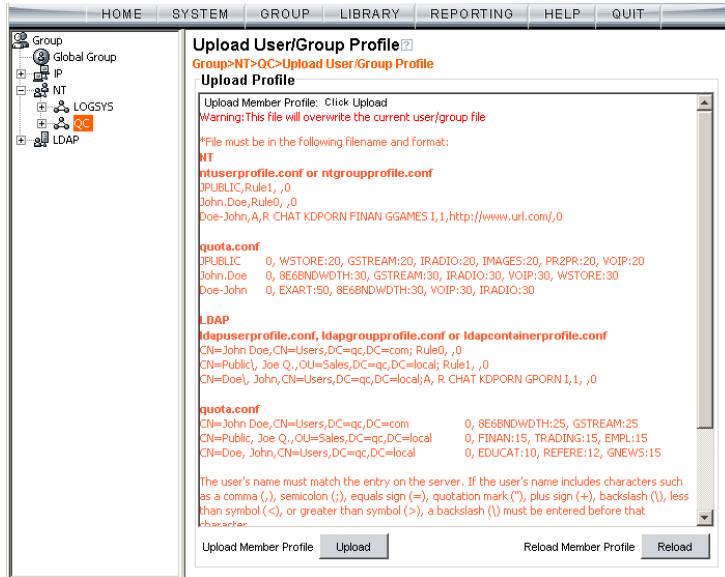 HOME SYSTEM GROUP LIBRARY REPORTING HELP QUIT
Group
Global Group
IP
NT
LOGSYS
QC
LDAP
Upload User/Group Profile
Group>NT>QC>Upload User/Group Profile
Upload Profile
Upload Member Profile: Click Upload
Warning:This file will overwrite the current user/group file
*File must be in the following filename and format:
NT
ntuserprofile.conf or ntgroupprofile.conf
JPUBLIC,Rule1, ,0
John.Doe,Rule0, ,0
Doe-John,A,R CHAT KDPORN FINAN GGAMES I,1,http://www.url.com/,0
quota.conf
JPUBLIC 0, WSTORE:20, GSTREAM:20, IRADIO:20, IMAGES:20, PR2PR:20, VOIP:20
John.Doe 0, 8E6BNDWDTH:30, GSTREAM:30, IRADIO:30, VOIP:30, WSTORE:30
Doe-John 0, EXART:50, 8E6BNDWDTH:30, VOIP:30, IRADIO:30
LDAP
ldapuserprofile.conf, ldapgroupprofile.conf or ldapcontainerprofile.conf
CN=John Doe,CN=Users,DC=qc,DC=com; Rule0, ,0
CN=Public\, Joe Q.,OU=Sales,DC=qc,DC=local; Rule1, ,0
CN=Doe\, John,CN=Users,DC=qc,DC=local;A, R CHAT KDPORN GPORN I,1, ,0
quota.conf
CN=John Doe,CN=Users,DC=qc,DC=com 0, 8E6BNDWDTH:25, GSTREAM:25
CN=Public, Joe Q.,OU=Sales,DC=qc,DC=local 0, FINAN:15, TRADING:15, EMPL:15
CN=Doe, John,CN=Users,DC=qc,DC=local 0, EDUCAT:10, REFERE:12, GNEWS:15
The user's name must match the entry on the server. If the user's name includes characters such
as a comma (,), semicolon (;), equals sign (=), quotation mark ("), plus sign (+), backslash (\), less
than symbol (<), or greater than symbol (>), a backslash (\) must be entered before that
character
Upload Member Profile Upload Reload Member Profile Reload